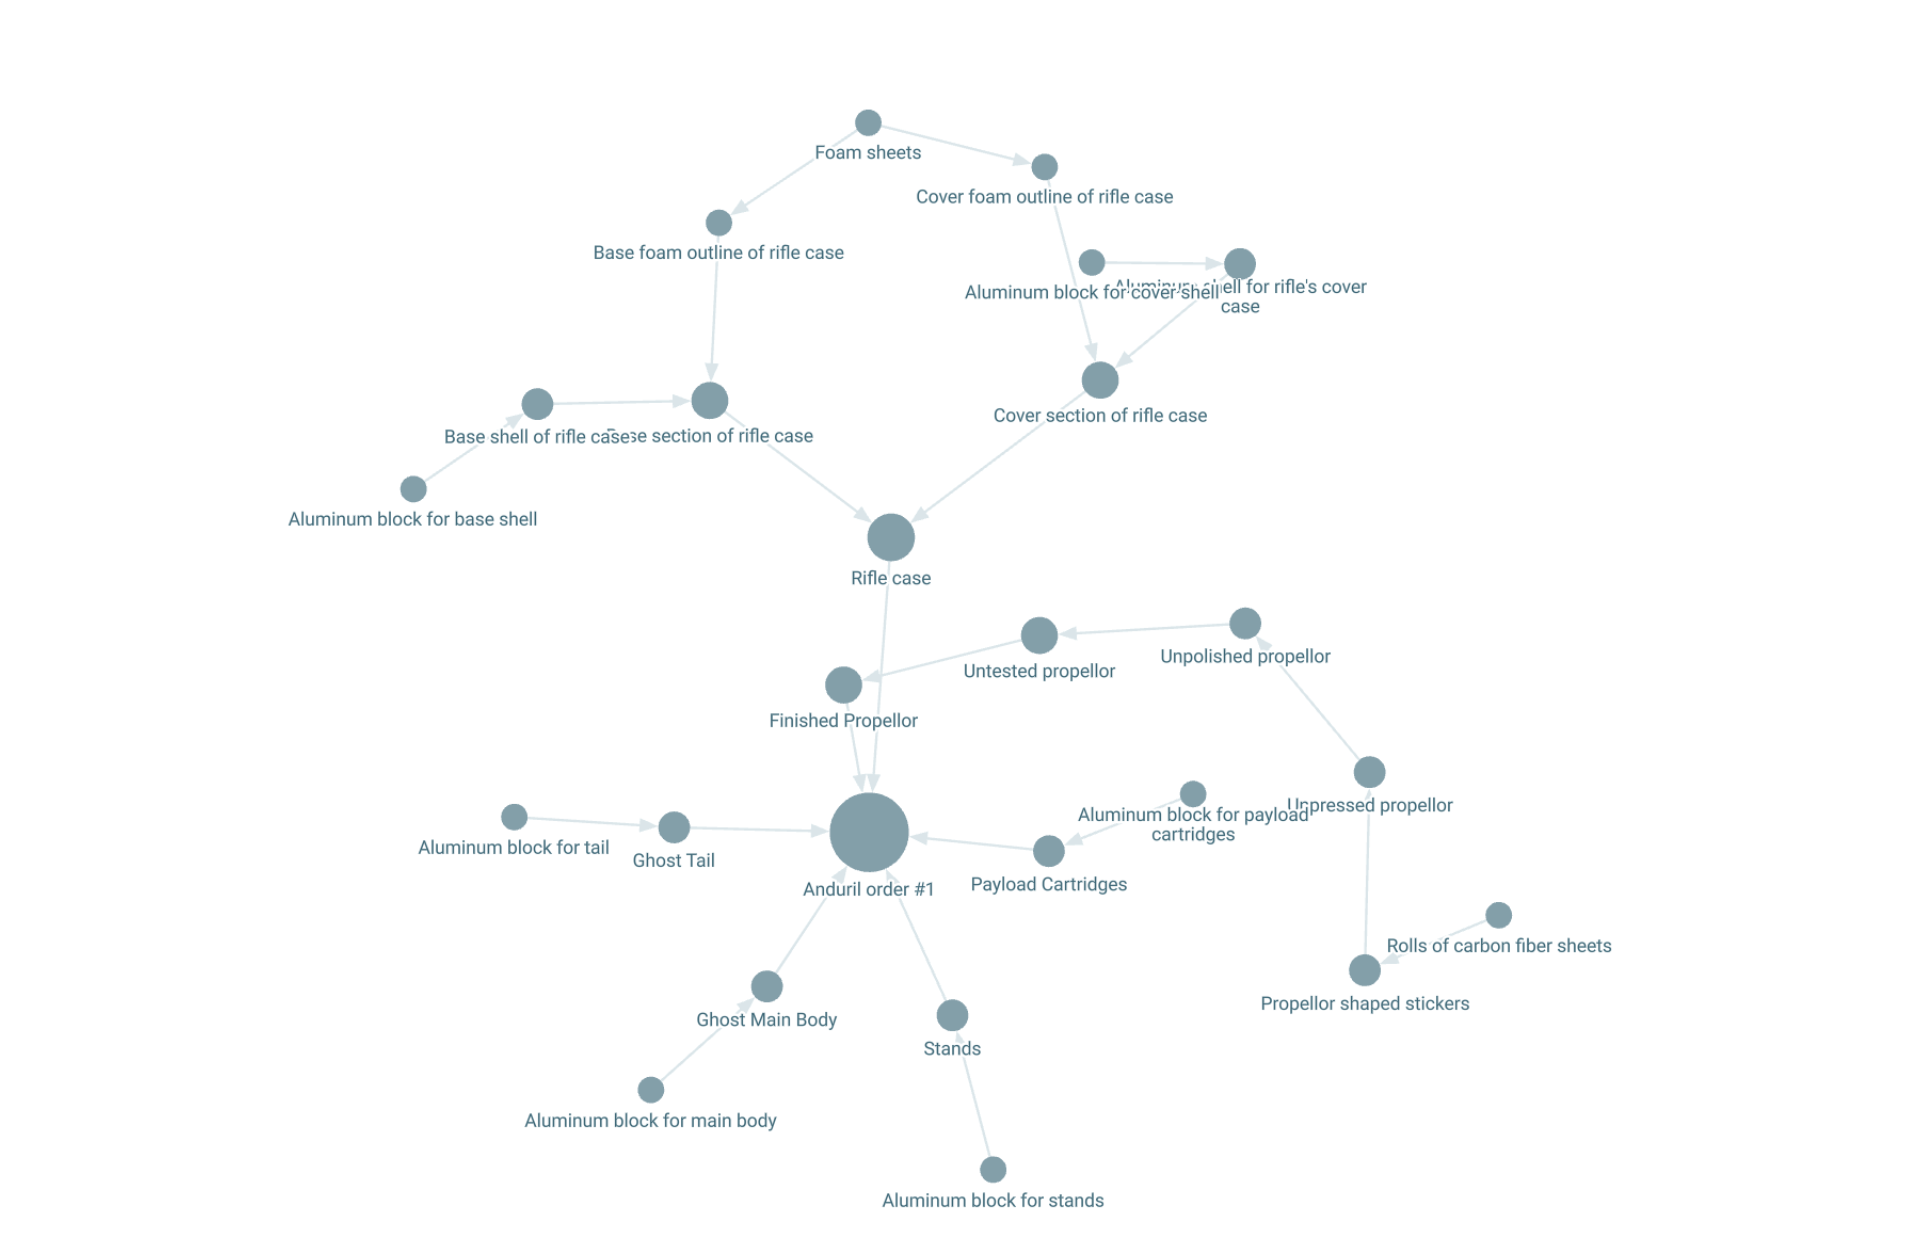 Foam sheets
Cover foam outline of rifle case
Base foam outline of rifle case
Aluminum block for cover shell
for rifle's cover
case
Cover section of rifle case
Base shell of rifle case
section of rifle case
Aluminum block for base shell
Rifle case
Untested propellor
Unpolished propellor
Finished Propellor
Unpressed propellor
Aluminum block for payload
cartridges
Aluminum block for tail
Ghost Tail
Anduril order #1
Payload Cartridges
Rolls of carbon fiber sheets
Propellor shaped stickers
Ghost Main Body
Stands
Aluminum block for main body
Aluminum block for stands